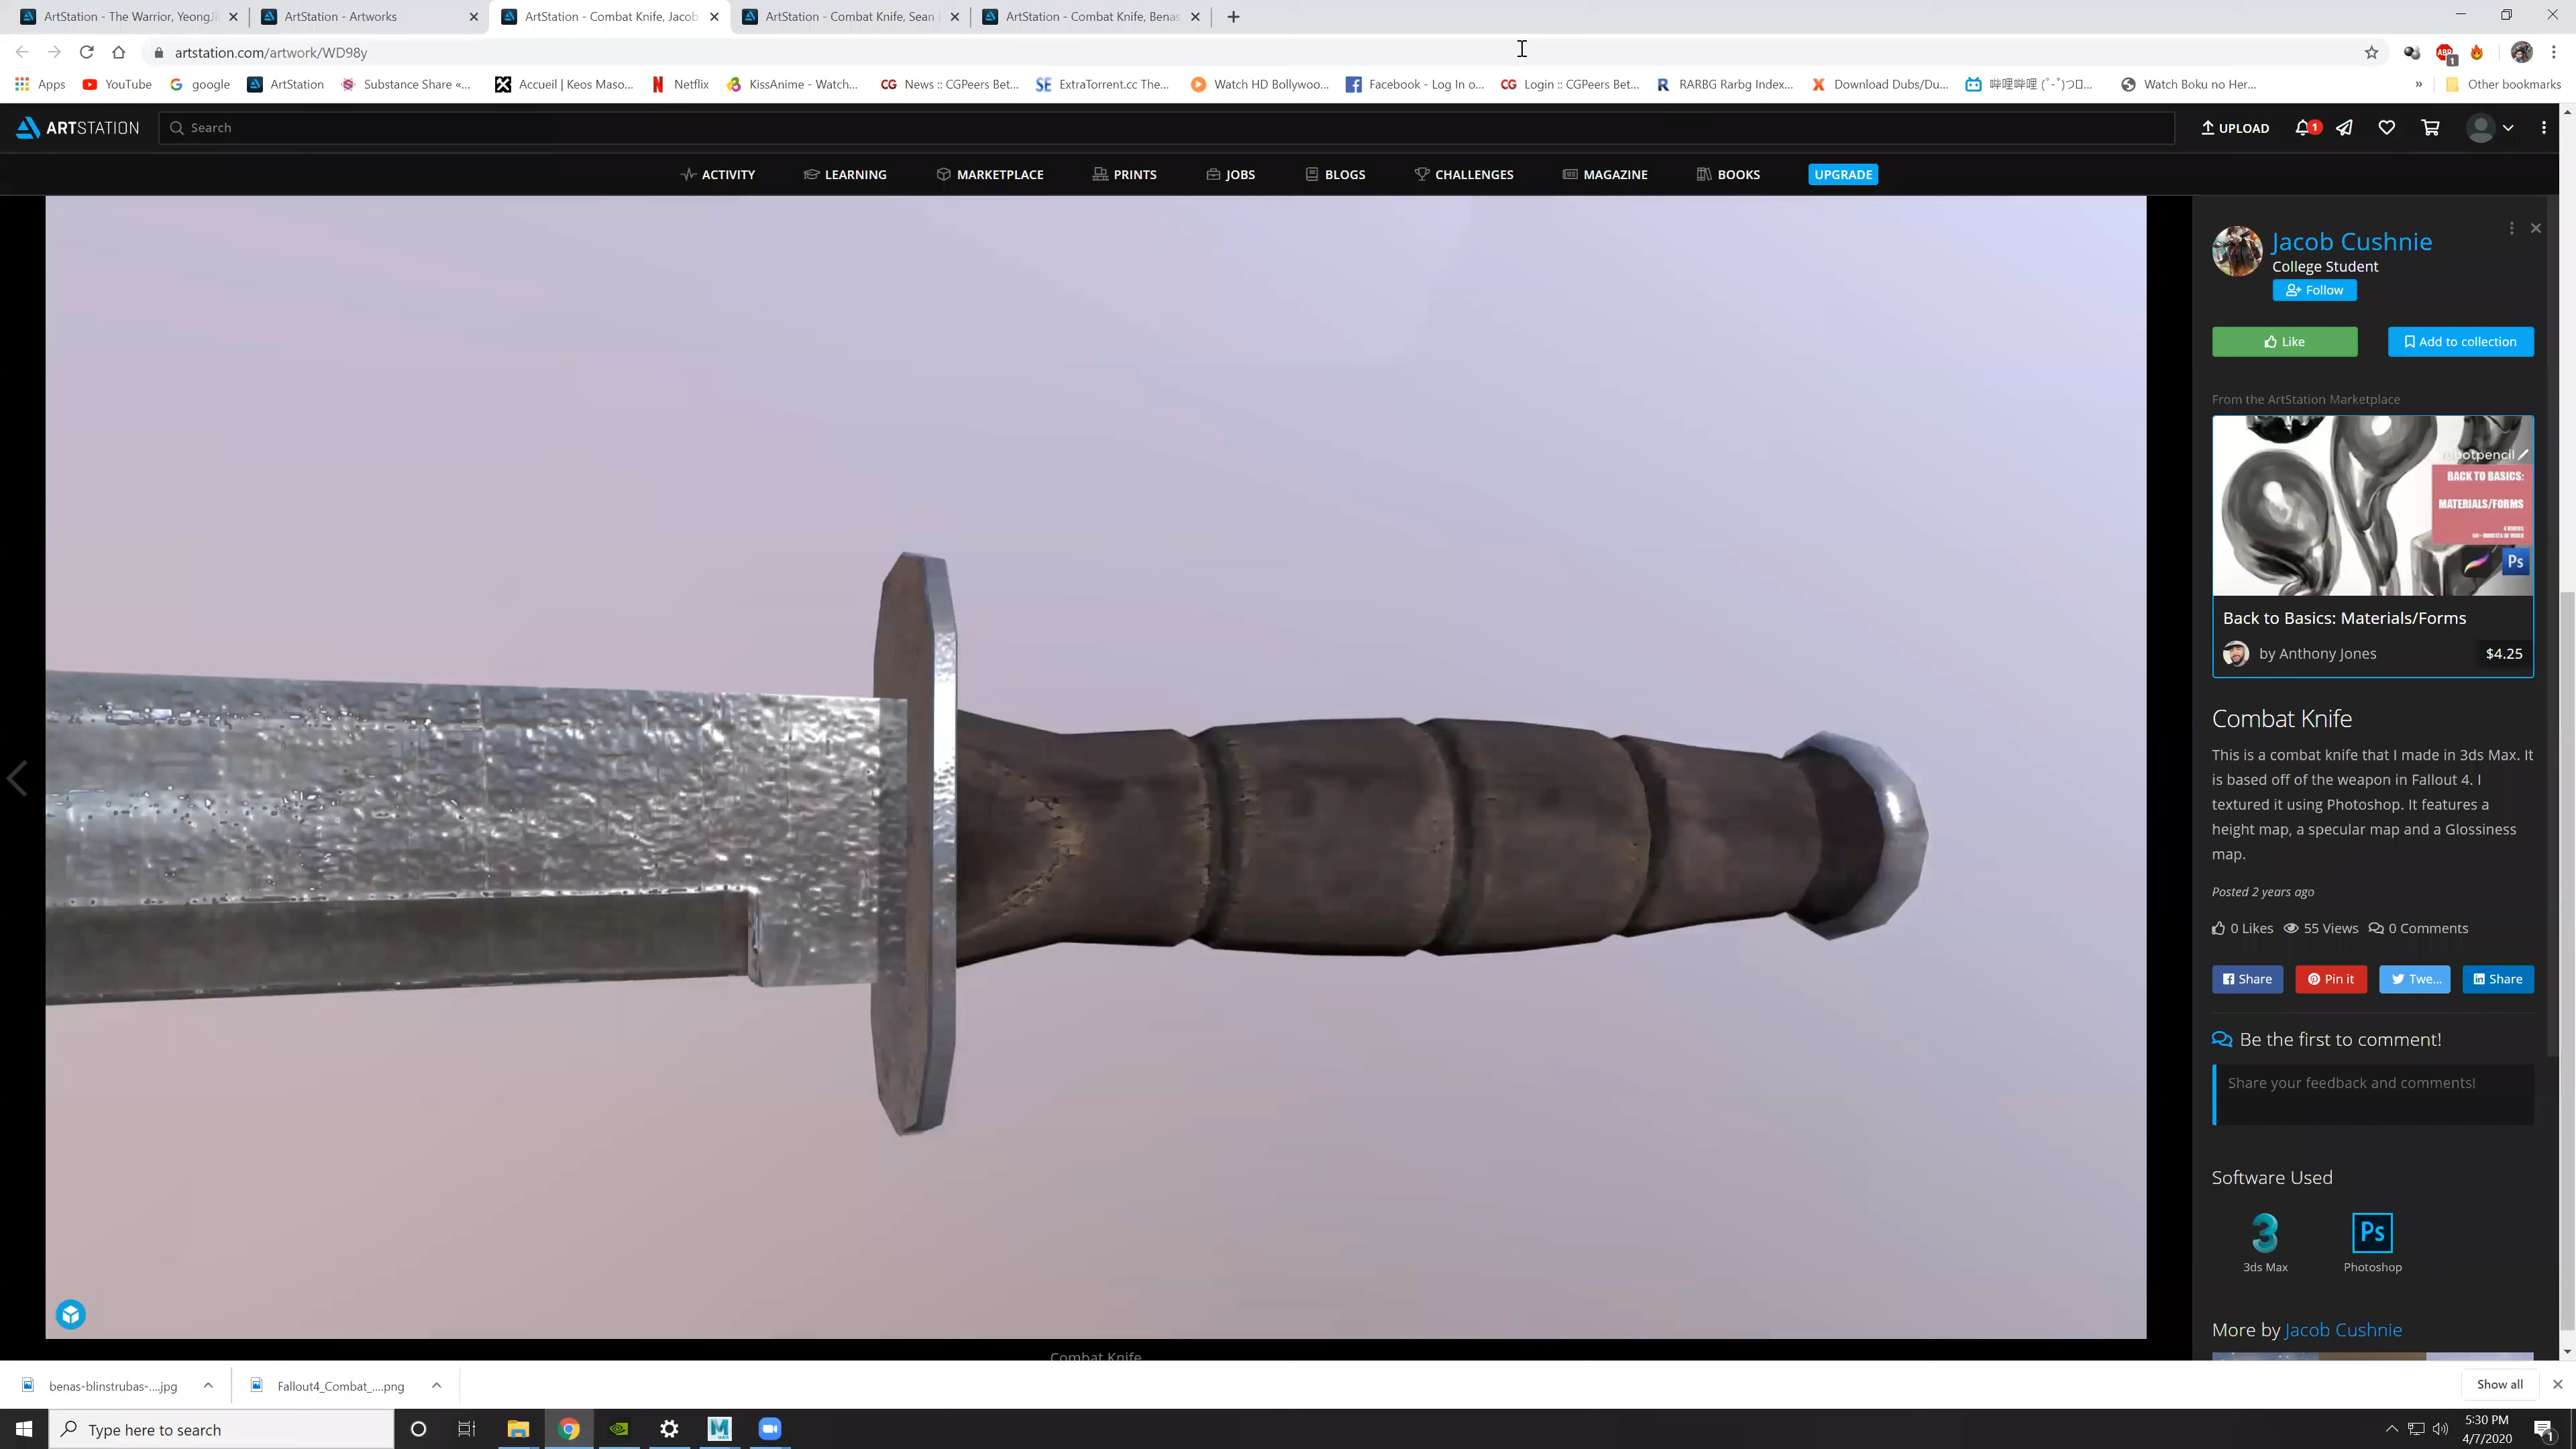 ArtStation - The Warrior, YeongJi
ArtStation - Artworks
ArtStation - Combat Knife, Jacob
ArtStation - Combat Knife, Sean
ArtStation - Combat Knife, Benas
artstation.com/artwork/WD98y
Apps
YouTube
google
ArtStation
Substance Share «...
Accueil | Keos Maso...
Netflix
KissAnime - Watch...
News :: CGPeers Bet...
ExtraTorrent.cc The...
Watch HD Bollywoo...
Facebook - Log In o...
Login :: CGPeers Bet...
RARBG Rarbg Index...
Download Dubs/Du...
Watch Boku no Her...
»
Other bookmarks
ARTSTATION
Search
UPLOAD
1
ACTIVITY
LEARNING
MARKETPLACE
PRINTS
JOBS
BLOGS
CHALLENGES
MAGAZINE
BOOKS
UPGRADE
Jacob Cushnie
College Student
Follow
Like
Add to collection
From the ArtStation Marketplace
BACK TO BASICS:
MATERIALS/FORMS
Ps
Back to Basics: Materials/Forms
by Anthony Jones
$4.25
Combat Knife
This is a combat knife that I made in 3ds Max. It
is based off of the weapon in Fallout 4. I
textured it using Photoshop. It features a
height map, a specular map and a Glossiness
map.
Posted 2 years ago
0 Likes
55 Views
0 Comments
Share
Pin it
Twe...
Share
Be the first to comment!
Share your feedback and comments!
Software Used
3ds Max
Ps
Photoshop
More by Jacob Cushnie
Combat Knife
benas-blinstrubas-....jpg
Fallout4_Combat_....png
Show all
Type here to search
5:30 PM
4/7/2020
1